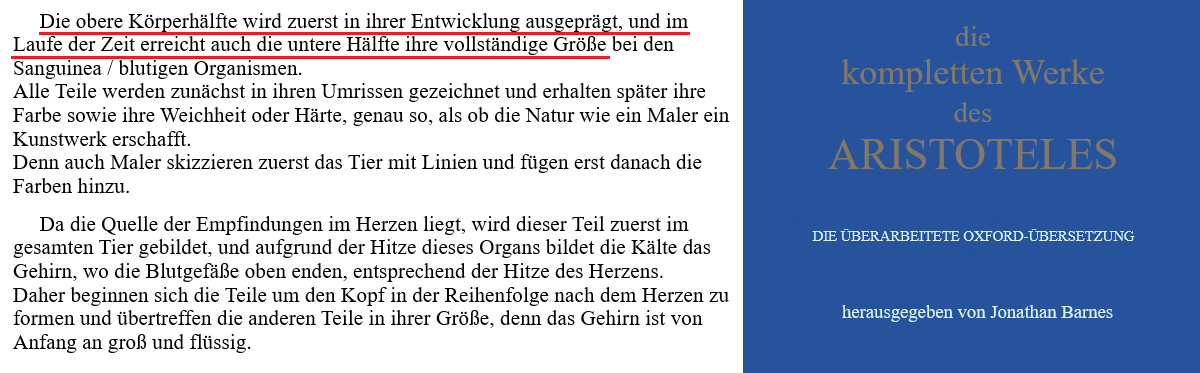 Die obere Körperhälfte wird zuerst in ihrer Entwicklung ausgeprägt, und im
Laufe der Zeit erreicht auch die untere Hälfte ihre vollständige Größe bei den
Sanguinea / blutigen Organismen.
Alle Teile werden zunächst in ihren Umrissen gezeichnet und erhalten später ihre
Farbe sowie ihre Weichheit oder Härte, genau so, als ob die Natur wie ein Maler ein
Kunstwerk erschafft.
Denn auch Maler skizzieren zuerst das Tier mit Linien und fügen erst danach die
Farben hinzu.
Da die Quelle der Empfindungen im Herzen liegt, wird dieser Teil zuerst im
gesamten Tier gebildet, und aufgrund der Hitze dieses Organs bildet die Kälte das
Gehirn, wo die Blutgefäße oben enden, entsprechend der Hitze des Herzens.
Daher beginnen sich die Teile um den Kopf in der Reihenfolge nach dem Herzen zu
formen und übertreffen die anderen Teile in ihrer Größe, denn das Gehirn ist von
Anfang an groß und flüssig.
die
kompletten Werke
des
ARISTOTELES
DIE ÜBERARBEITETE OXFORD-ÜBERSETZUNG
herausgegeben von Jonathan Barnes